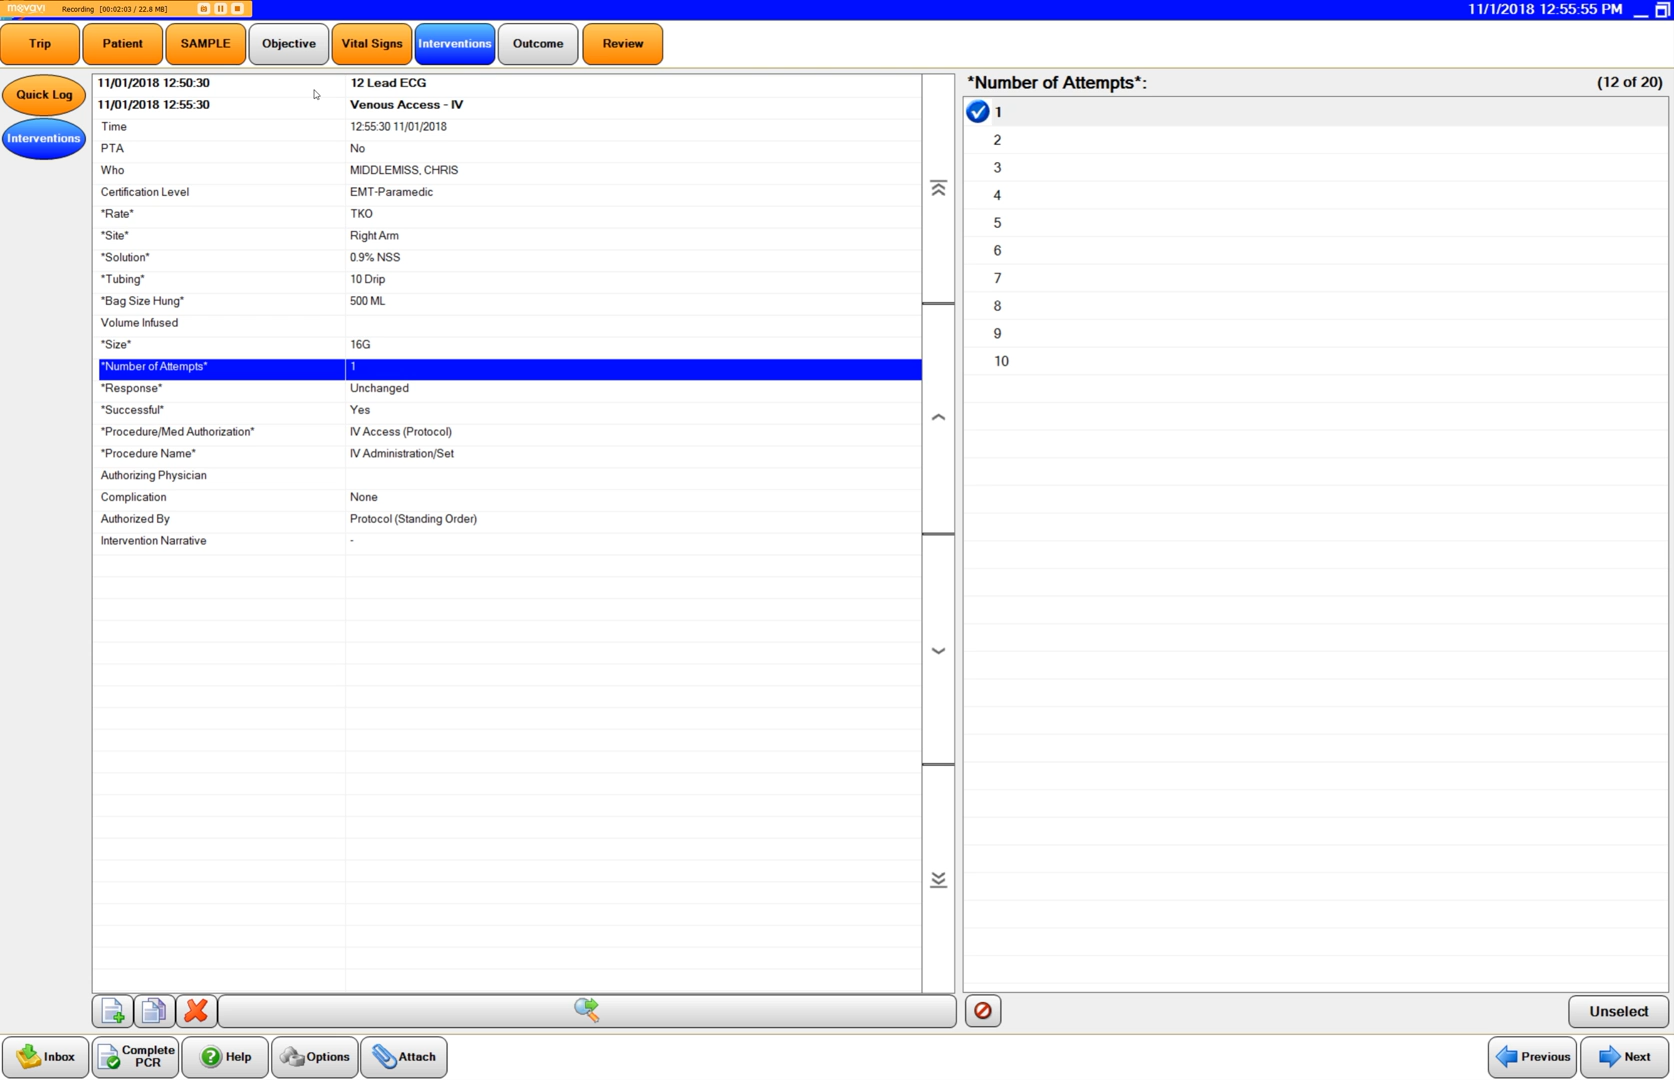 movavi Recording [00:02:03 / 22.8 MB] 11/1/2018 12:55:55 PM
Trip Patient SAMPLE Objective Vital Signs Interventions Outcome Review
Quick Log
Interventions
11/01/2018 12:50:30 12 Lead ECG
11/01/2018 12:55:30 Venous Access - IV
Time 12:55:30 11/01/2018
PTA No
Who MIDDLEMISS, CHRIS
Certification Level EMT-Paramedic
*Rate* TKO
*Site* Right Arm
*Solution* 0.9% NSS
*Tubing* 10 Drip
*Bag Size Hung* 500 ML
Volume Infused
*Size* 16G
*Number of Attempts* 1
*Response* Unchanged
*Successful* Yes
*Procedure/Med Authorization* IV Access (Protocol)
*Procedure Name* IV Administration/Set
Authorizing Physician
Complication None
Authorized By Protocol (Standing Order)
Intervention Narrative -
*Number of Attempts*: (12 of 20)
1
2
3
4
5
6
7
8
9
10
Unselect
Inbox Complete PCR Help Options Attach Previous Next